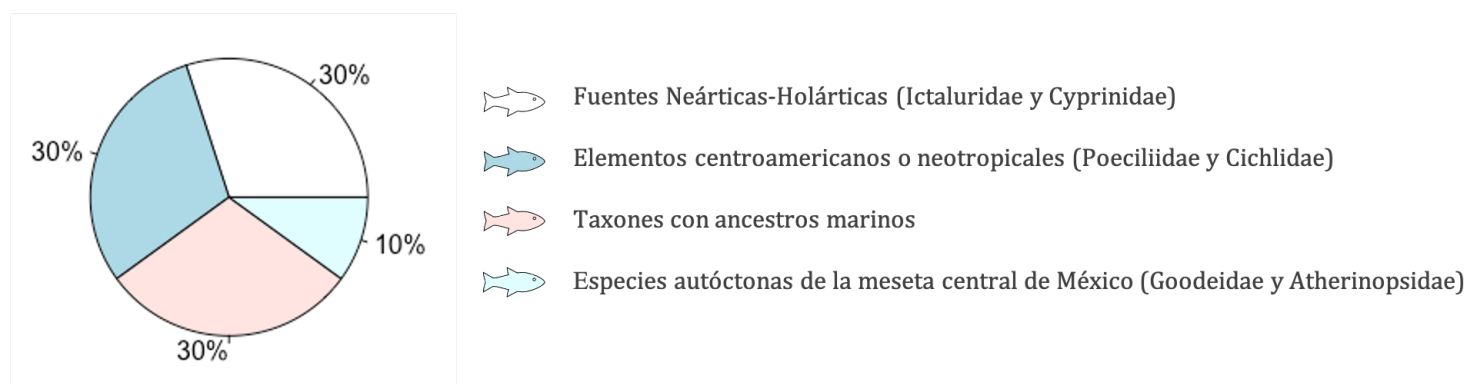 30%
30%
10%
30%
Fuentes Neárticas-Holárticas (Ictaluridae y Cyprinidae)
Elementos centroamericanos o neotropicales (Poeciliidae y Cichlidae)
Taxones con ancestros marinos
Especies autóctonas de la meseta central de México (Goodeidae y Atherinopsidae)